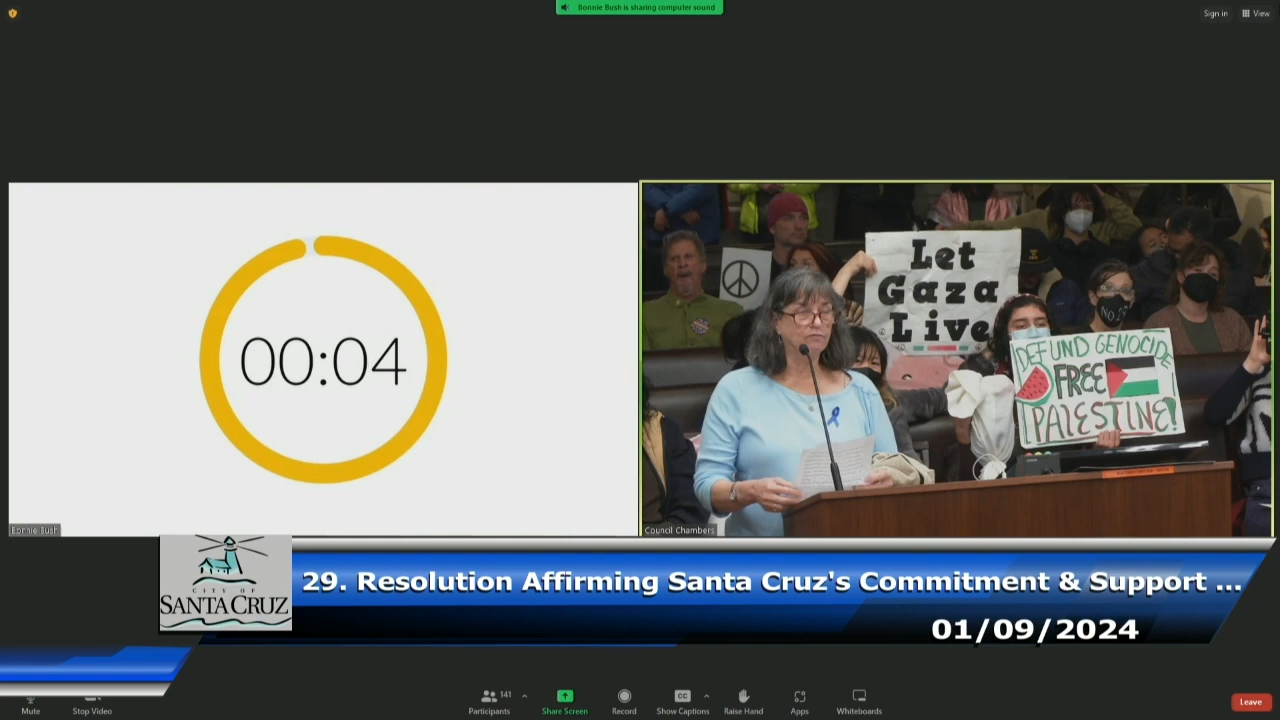 Bonnie Bush is sharing computer sound
Sign in
View
00:04
Let
Gaza
Live
DEFUND GENOCIDE
FREE
PALESTINE!
Bonnie Bush
Council Chambers
CITY OF
SANTA CRUZ
29. Resolution Affirming Santa Cruz's Commitment & Support ...
01/09/2024
Mute
Stop Video
Participants
141
Share Screen
CC
Show Captions
Record
Raise Hand
Apps
Whiteboards
Leave